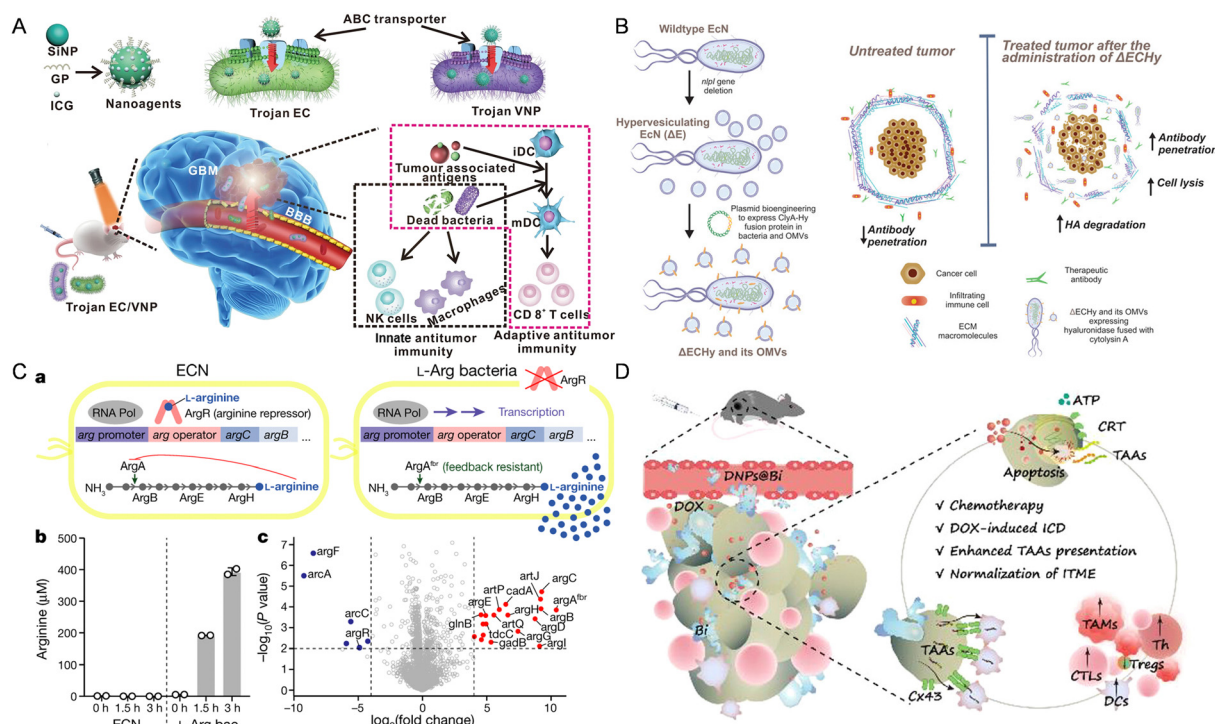 A
SiNP
GP
ICG
Nanoagents
ABC transporter
Trojan EC
Trojan VNP
GBM
BBB
Trojan EC/VNP
Tumour associated
antigens
Dead bacteria
iDC
mDC
NK cells
Macrophages
CD 8+ T cells
Innate antitumor
immunity
Adaptive antitumor
immunity
B
Wildtype EcN
nlpI gene
deletion
Hypervesiculating
EcN (ΔE)
Plasmid bioengineering
to express ClyA-Hy
fusion protein in
bacteria and OMVs
ΔECHy and its OMVs
Untreated tumor
Treated tumor after the
administration of ΔECHy
Antibody
penetration
Antibody
penetration
Cell lysis
HA degradation
Cancer cell
Infiltrating
immune cell
ECM
macromolecules
Therapeutic
antibody
ΔECHy and its OMVs
expressing
hyaluronidase fused with
cytolysin A
C
a
ECN
L-arginine
RNA Pol
ArgR (arginine repressor)
arg promoter arg operator argC argB ...
ArgA
NH3
L-arginine
ArgB ArgE ArgH
L-Arg bacteria
ArgR
RNA Pol
Transcription
arg promoter arg operator argC argB ...
ArgAfbr (feedback resistant)
NH3
L-arginine
ArgB ArgE ArgH
b
Arginine (μM)
500
400
300
200
100
0
0 h 1.5 h 3 h 0 h 1.5 h 3 h
c
−log10(P value)
7
6
5
4
3
2
1
0
argF
arcA
arcC
argR
artJ
artP
cadA
argC
argAfbr
argE
argH
argB
glnB
artQ
argD
tdcC
argG
gadB
argI
−10 −5 0 5 10
log2(fold change)
D
DNPs@Bi
DOX
Bi
ATP
CRT
TAAs
Apoptosis
√ Chemotherapy
√ DOX-induced ICD
√ Enhanced TAAs presentation
√ Normalization of ITME
TAAs
Cx43
TAMs
Th
Tregs
CTLs
DCs